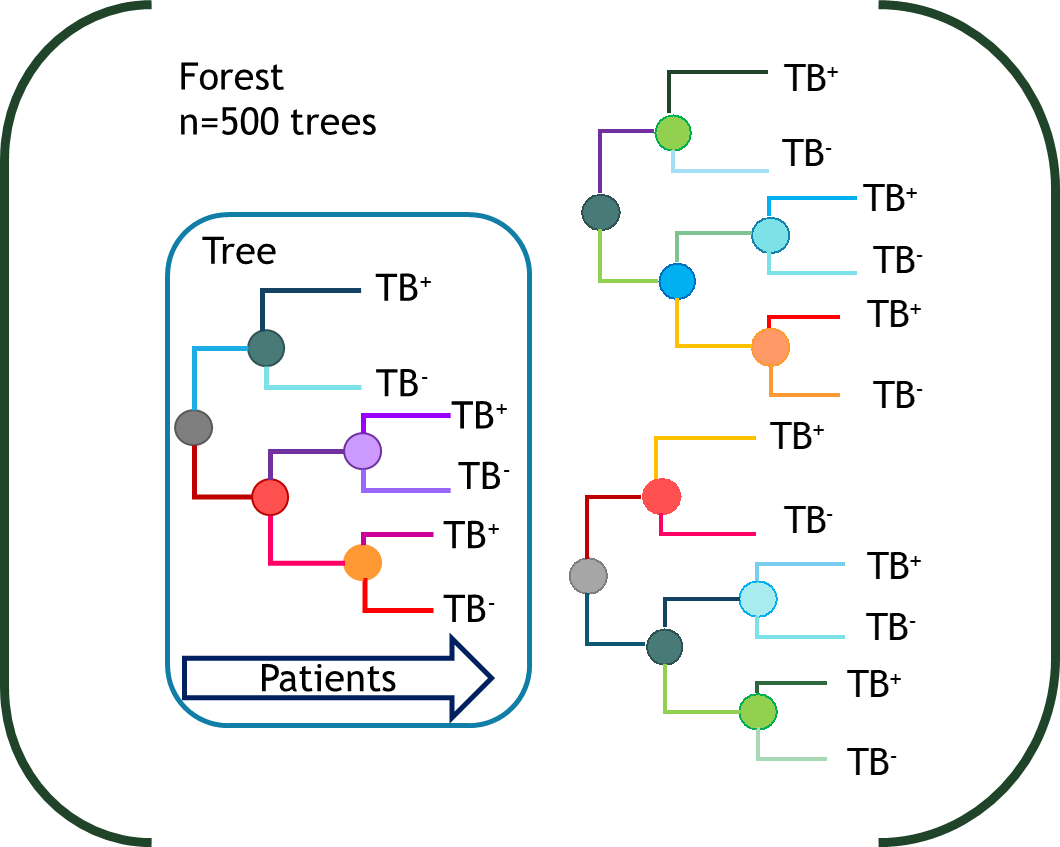 Forest
n=500 trees
Tree
TB⁺
TB⁻
TB⁺
TB⁻
TB⁺
TB⁻
Patients
TB⁺
TB⁻
TB⁺
TB⁻
TB⁺
TB⁻
TB⁺
TB⁻
TB⁺
TB⁻
TB⁺
TB⁻